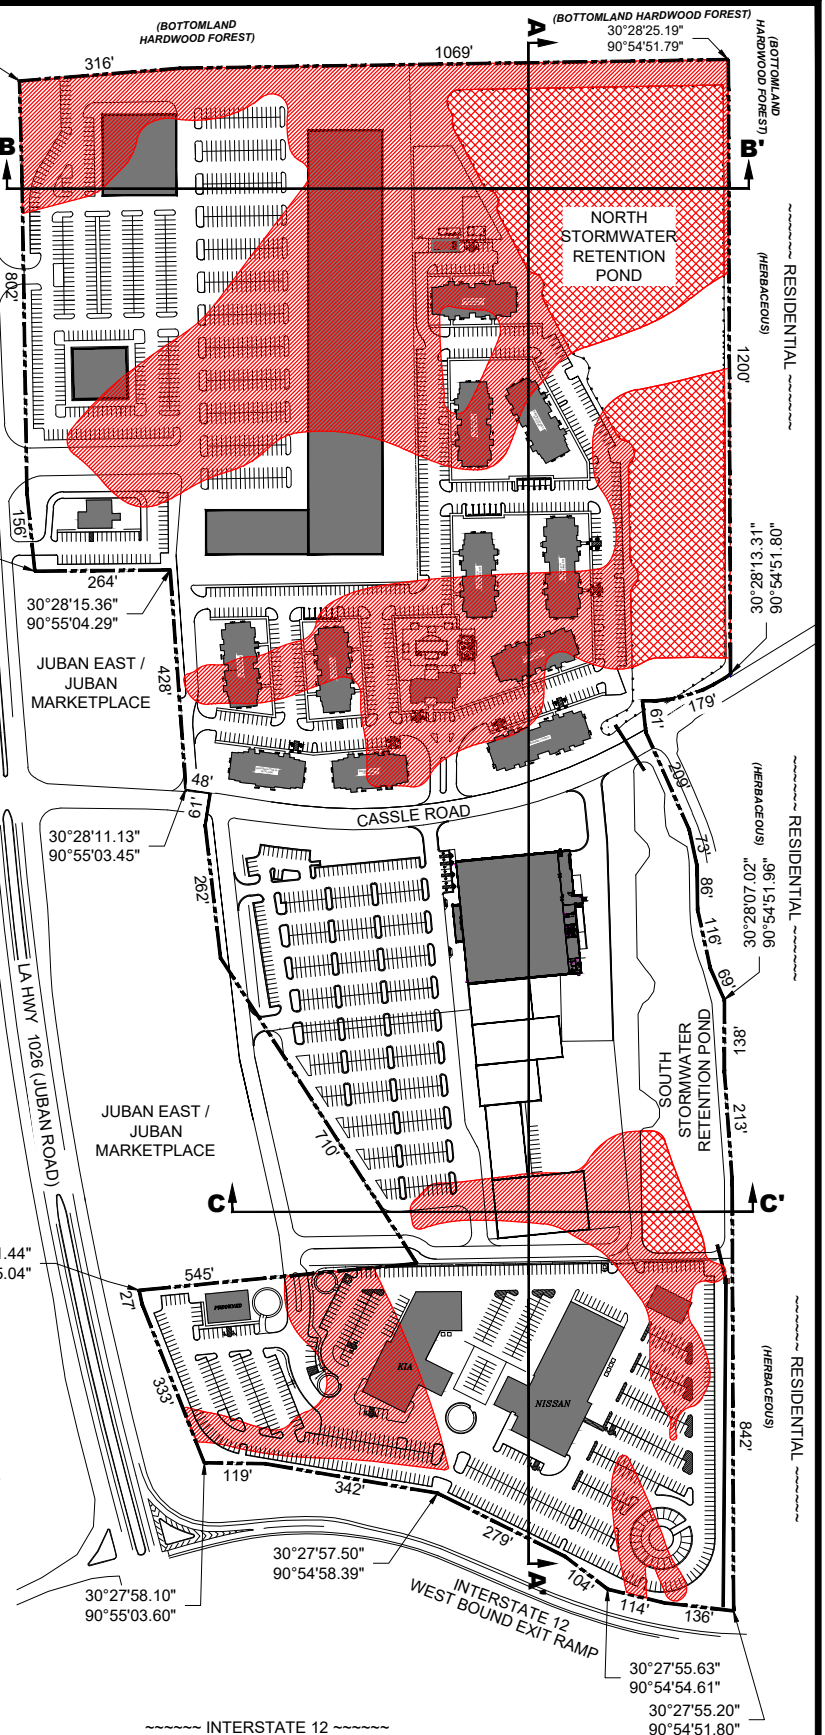 (BOTTOMLAND
HARDWOOD FOREST)
(BOTTOMLAND HARDWOOD FOREST)
30°28'25.19"
90°54'51.79"
(BOTTOMLAND
HARDWOOD FOREST)
316'
1069'
A
B
B'
NORTH
STORMWATER
RETENTION
POND
~~~~~~ RESIDENTIAL ~~~~~~
(HERBACEOUS)
802'
1200'
156'
264'
30°28'15.36"
90°55'04.29"
90°54'51.80"
30°28'13.31"
JUBAN EAST /
JUBAN
MARKETPLACE
428'
179'
61'
48'
61'
CASSLE ROAD
30°28'11.13"
90°55'03.45"
209'
73'
86'
116'
69'
~~~~~~ RESIDENTIAL ~~~~~~
(HERBACEOUS)
90°54'51.96"
30°28'07.02"
262'
138'
213'
SOUTH
STORMWATER
RETENTION POND
LA HWY 1026 (JUBAN ROAD)
JUBAN EAST /
JUBAN
MARKETPLACE
710'
C
C'
.44"
5.04"
545'
27'
333'
KIA
NISSAN
~~~~~~ RESIDENTIAL ~~~~~~
(HERBACEOUS)
842'
119'
342'
279'
104'
114'
136'
A'
30°27'57.50"
90°54'58.39"
30°27'58.10"
90°55'03.60"
INTERSTATE 12
WEST BOUND EXIT RAMP
30°27'55.63"
90°54'54.61"
30°27'55.20"
90°54'51.80"
~~~~~~ INTERSTATE 12 ~~~~~~